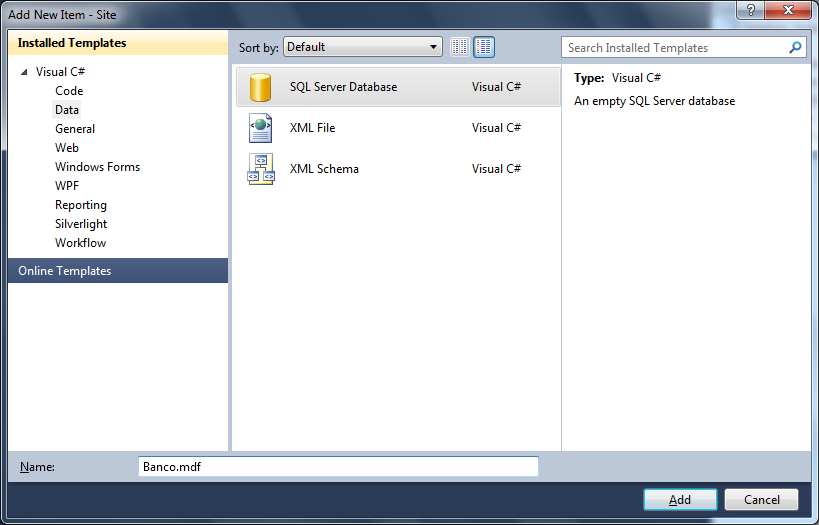 Add New Item - Site
Installed Templates
Visual C#
Code
Data
General
Web
Windows Forms
WPF
Reporting
Silverlight
Workflow
Online Templates
Sort by: Default
SQL Server Database Visual C#
XML File Visual C#
XML Schema Visual C#
Search Installed Templates
Type: Visual C#
An empty SQL Server database
Name: Banco.mdf
Add Cancel